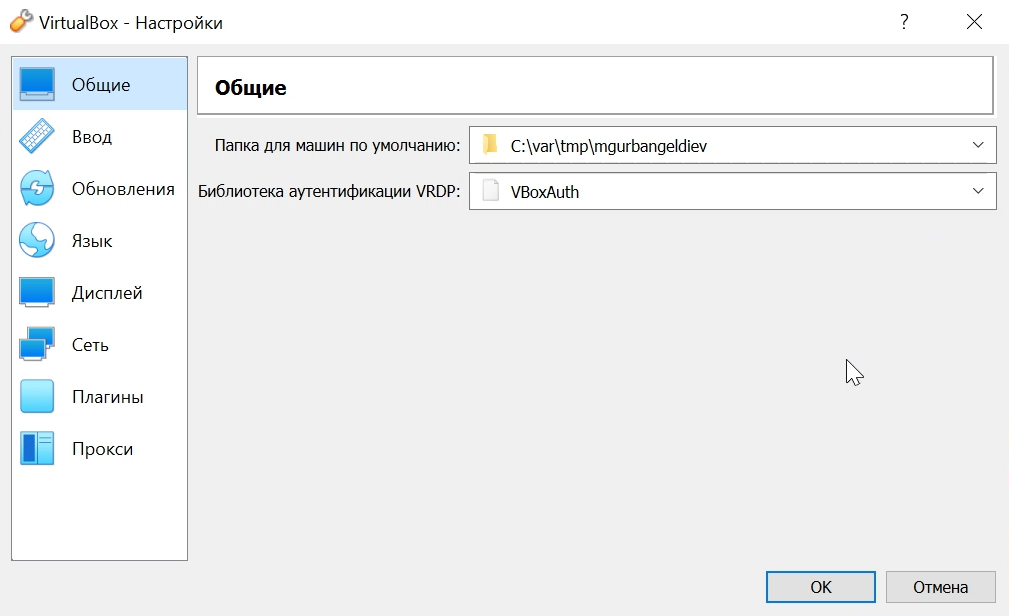 VirtualBox - Настройки
?
Общие
Ввод
Обновления
Язык
Дисплей
Сеть
Плагины
Прокси
Общие
Папка для машин по умолчанию: C:\var\tmp\mgurbangeldiev
Библиотека аутентификации VRDP: VBoxAuth
OK Отмена